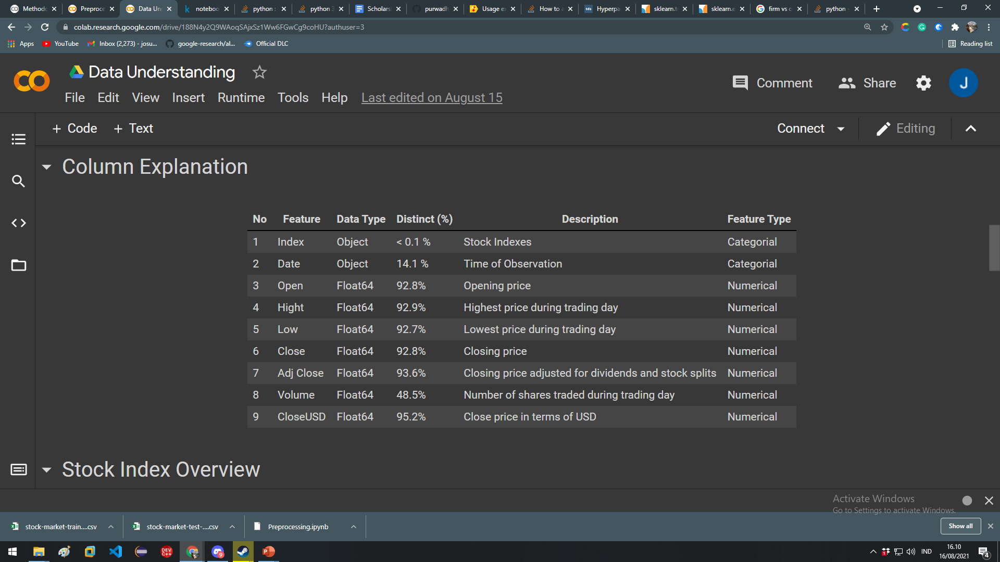 Methodo
Preproce
Data Un
noteboo
python :
python 3
Scholars
purwadh
Usage e
How to a
tds Hyperpa
sklearn.t
sklearn.e
firm vs c
python -
colab.research.google.com/drive/188N4y2Q9WAoqSAjxSz1Ww6FGwCg9coHU?authuser=3
Apps YouTube Inbox (2,273) - josu... google-research/al... Official DLC Reading list
Data Understanding
Comment Share J
File Edit View Insert Runtime Tools Help Last edited on August 15
+ Code + Text Connect Editing
Column Explanation
No Feature Data Type Distinct (%) Description Feature Type
1 Index Object < 0.1 % Stock Indexes Categorial
2 Date Object 14.1 % Time of Observation Categorial
3 Open Float64 92.8% Opening price Numerical
4 Hight Float64 92.9% Highest price during trading day Numerical
5 Low Float64 92.7% Lowest price during trading day Numerical
6 Close Float64 92.8% Closing price Numerical
7 Adj Close Float64 93.6% Closing price adjusted for dividends and stock splits Numerical
8 Volume Float64 48.5% Number of shares traded during trading day Numerical
9 CloseUSD Float64 95.2% Close price in terms of USD Numerical
Stock Index Overview
Activate Windows
Go to Settings to activate Windows.
stock-market-train....csv stock-market-test-....csv Preprocessing.ipynb Show all
DEV C++ 9 P 1 IND 16.10
16/08/2021 4